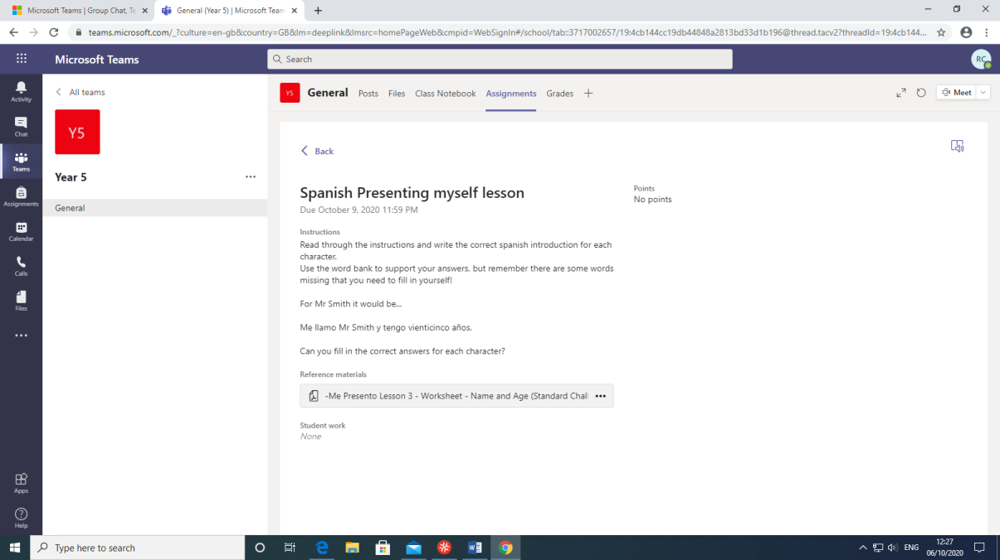 Microsoft Teams | Group Chat, Te
General (Year 5) | Microsoft Team
teams.microsoft.com/_?culture=en-gb&country=GB&lm=deeplink&lmsrc=homePageWeb&cmpid=WebSignIn#/school/tab::3717002657/19:4cb144cc19db44848a2813bd33d1b196@thread.tacv2?threadId=19:4cb144...
Microsoft Teams
Search
RC
Activity
Chat
Teams
Assignments
Calendar
Calls
Files
Apps
Help
All teams
Y5
Year 5
General
Y5
General Posts Files Class Notebook Assignments Grades
Meet
Back
Spanish Presenting myself lesson
Due October 9, 2020 11:59 PM
Points
No points
Instructions
Read through the instructions and write the correct spanish introduction for each
character.
Use the word bank to support your answers, but remember there are some words
missing that you need to fill in yourself!
For Mr Smith it would be...
Me llamo Mr Smith y tengo vienticinco años.
Can you fill in the correct answers for each character?
Reference materials
-Me Presento Lesson 3 - Worksheet - Name and Age (Standard Chall
Student work
None
Type here to search
ENG
12:27
06/10/2020